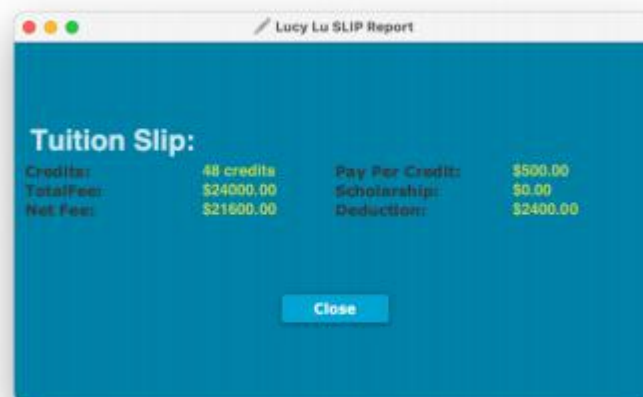 Lucy Lu SLIP Report
Tuition Slip:
Credits: 48 credits Pay Per Credit: $500.00
TotalFee: $24000.00 Scholarship: $0.00
Net Fee: $21600.00 Deduction: $2400.00
Close